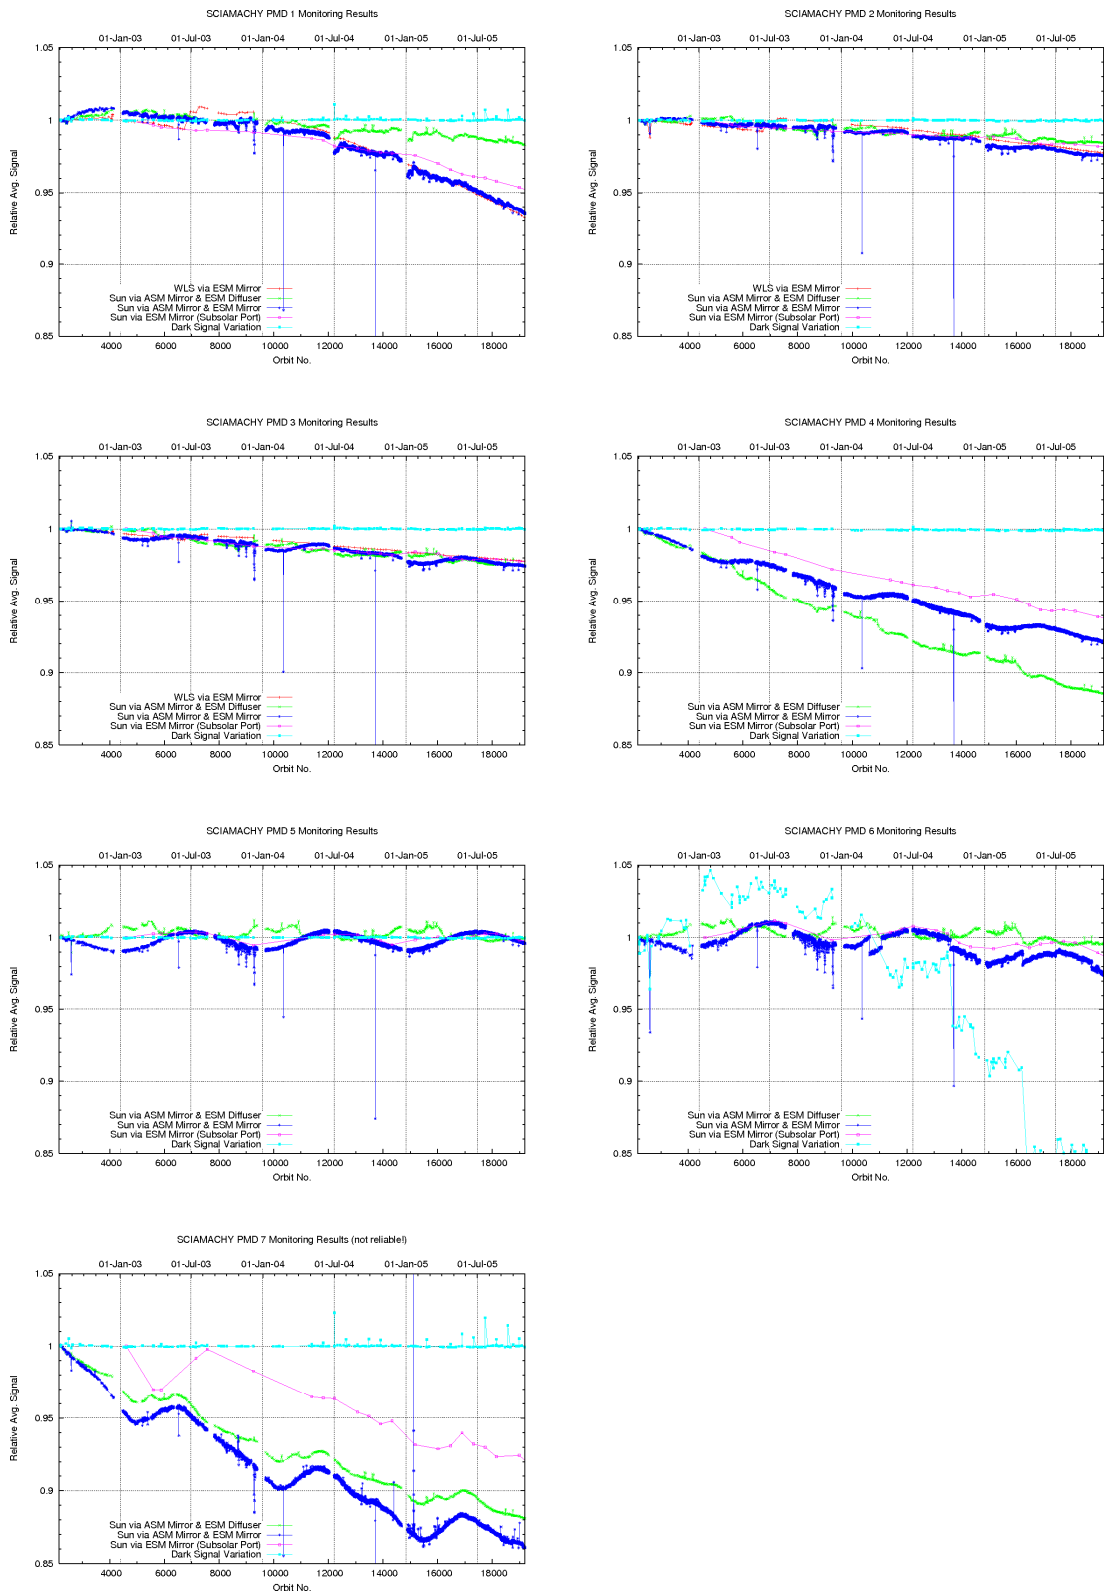 SCIAMACHY PMD 1 Monitoring Results
01-Jan-03 01-Jul-03 01-Jan-04 01-Jul-04 01-Jan-05 01-Jul-05
1.05
1
0.95
0.9
0.85
Relative Avg. Signal
WLS via ESM Mirror
Sun via ASM Mirror & ESM Diffuser
Sun via ASM Mirror & ESM Mirror
Sun via ESM Mirror (Subsolar Port)
Dark Signal Variation
4000 6000 8000 10000 12000 14000 16000 18000
Orbit No.
SCIAMACHY PMD 2 Monitoring Results
01-Jan-03 01-Jul-03 01-Jan-04 01-Jul-04 01-Jan-05 01-Jul-05
1.05
1
0.95
0.9
0.85
Relative Avg. Signal
WLS via ESM Mirror
Sun via ASM Mirror & ESM Diffuser
Sun via ASM Mirror & ESM Mirror
Sun via ESM Mirror (Subsolar Port)
Dark Signal Variation
4000 6000 8000 10000 12000 14000 16000 18000
Orbit No.
SCIAMACHY PMD 3 Monitoring Results
01-Jan-03 01-Jul-03 01-Jan-04 01-Jul-04 01-Jan-05 01-Jul-05
1.05
1
0.95
0.9
0.85
Relative Avg. Signal
WLS via ESM Mirror
Sun via ASM Mirror & ESM Diffuser
Sun via ASM Mirror & ESM Mirror
Sun via ESM Mirror (Subsolar Port)
Dark Signal Variation
4000 6000 8000 10000 12000 14000 16000 18000
Orbit No.
SCIAMACHY PMD 4 Monitoring Results
01-Jan-03 01-Jul-03 01-Jan-04 01-Jul-04 01-Jan-05 01-Jul-05
1.05
1
0.95
0.9
0.85
Relative Avg. Signal
Sun via ASM Mirror & ESM Diffuser
Sun via ASM Mirror & ESM Mirror
Sun via ESM Mirror (Subsolar Port)
Dark Signal Variation
4000 6000 8000 10000 12000 14000 16000 18000
Orbit No.
SCIAMACHY PMD 5 Monitoring Results
01-Jan-03 01-Jul-03 01-Jan-04 01-Jul-04 01-Jan-05 01-Jul-05
1.05
1
0.95
0.9
0.85
Relative Avg. Signal
Sun via ASM Mirror & ESM Diffuser
Sun via ASM Mirror & ESM Mirror
Sun via ESM Mirror (Subsolar Port)
Dark Signal Variation
4000 6000 8000 10000 12000 14000 16000 18000
Orbit No.
SCIAMACHY PMD 6 Monitoring Results
01-Jan-03 01-Jul-03 01-Jan-04 01-Jul-04 01-Jan-05 01-Jul-05
1.05
1
0.95
0.9
0.85
Relative Avg. Signal
Sun via ASM Mirror & ESM Diffuser
Sun via ASM Mirror & ESM Mirror
Sun via ESM Mirror (Subsolar Port)
Dark Signal Variation
4000 6000 8000 10000 12000 14000 16000 18000
Orbit No.
SCIAMACHY PMD 7 Monitoring Results (not reliable!)
01-Jan-03 01-Jul-03 01-Jan-04 01-Jul-04 01-Jan-05 01-Jul-05
1.05
1
0.95
0.9
0.85
Relative Avg. Signal
Sun via ASM Mirror & ESM Diffuser
Sun via ASM Mirror & ESM Mirror
Sun via ESM Mirror (Subsolar Port)
Dark Signal Variation
4000 6000 8000 10000 12000 14000 16000 18000
Orbit No.